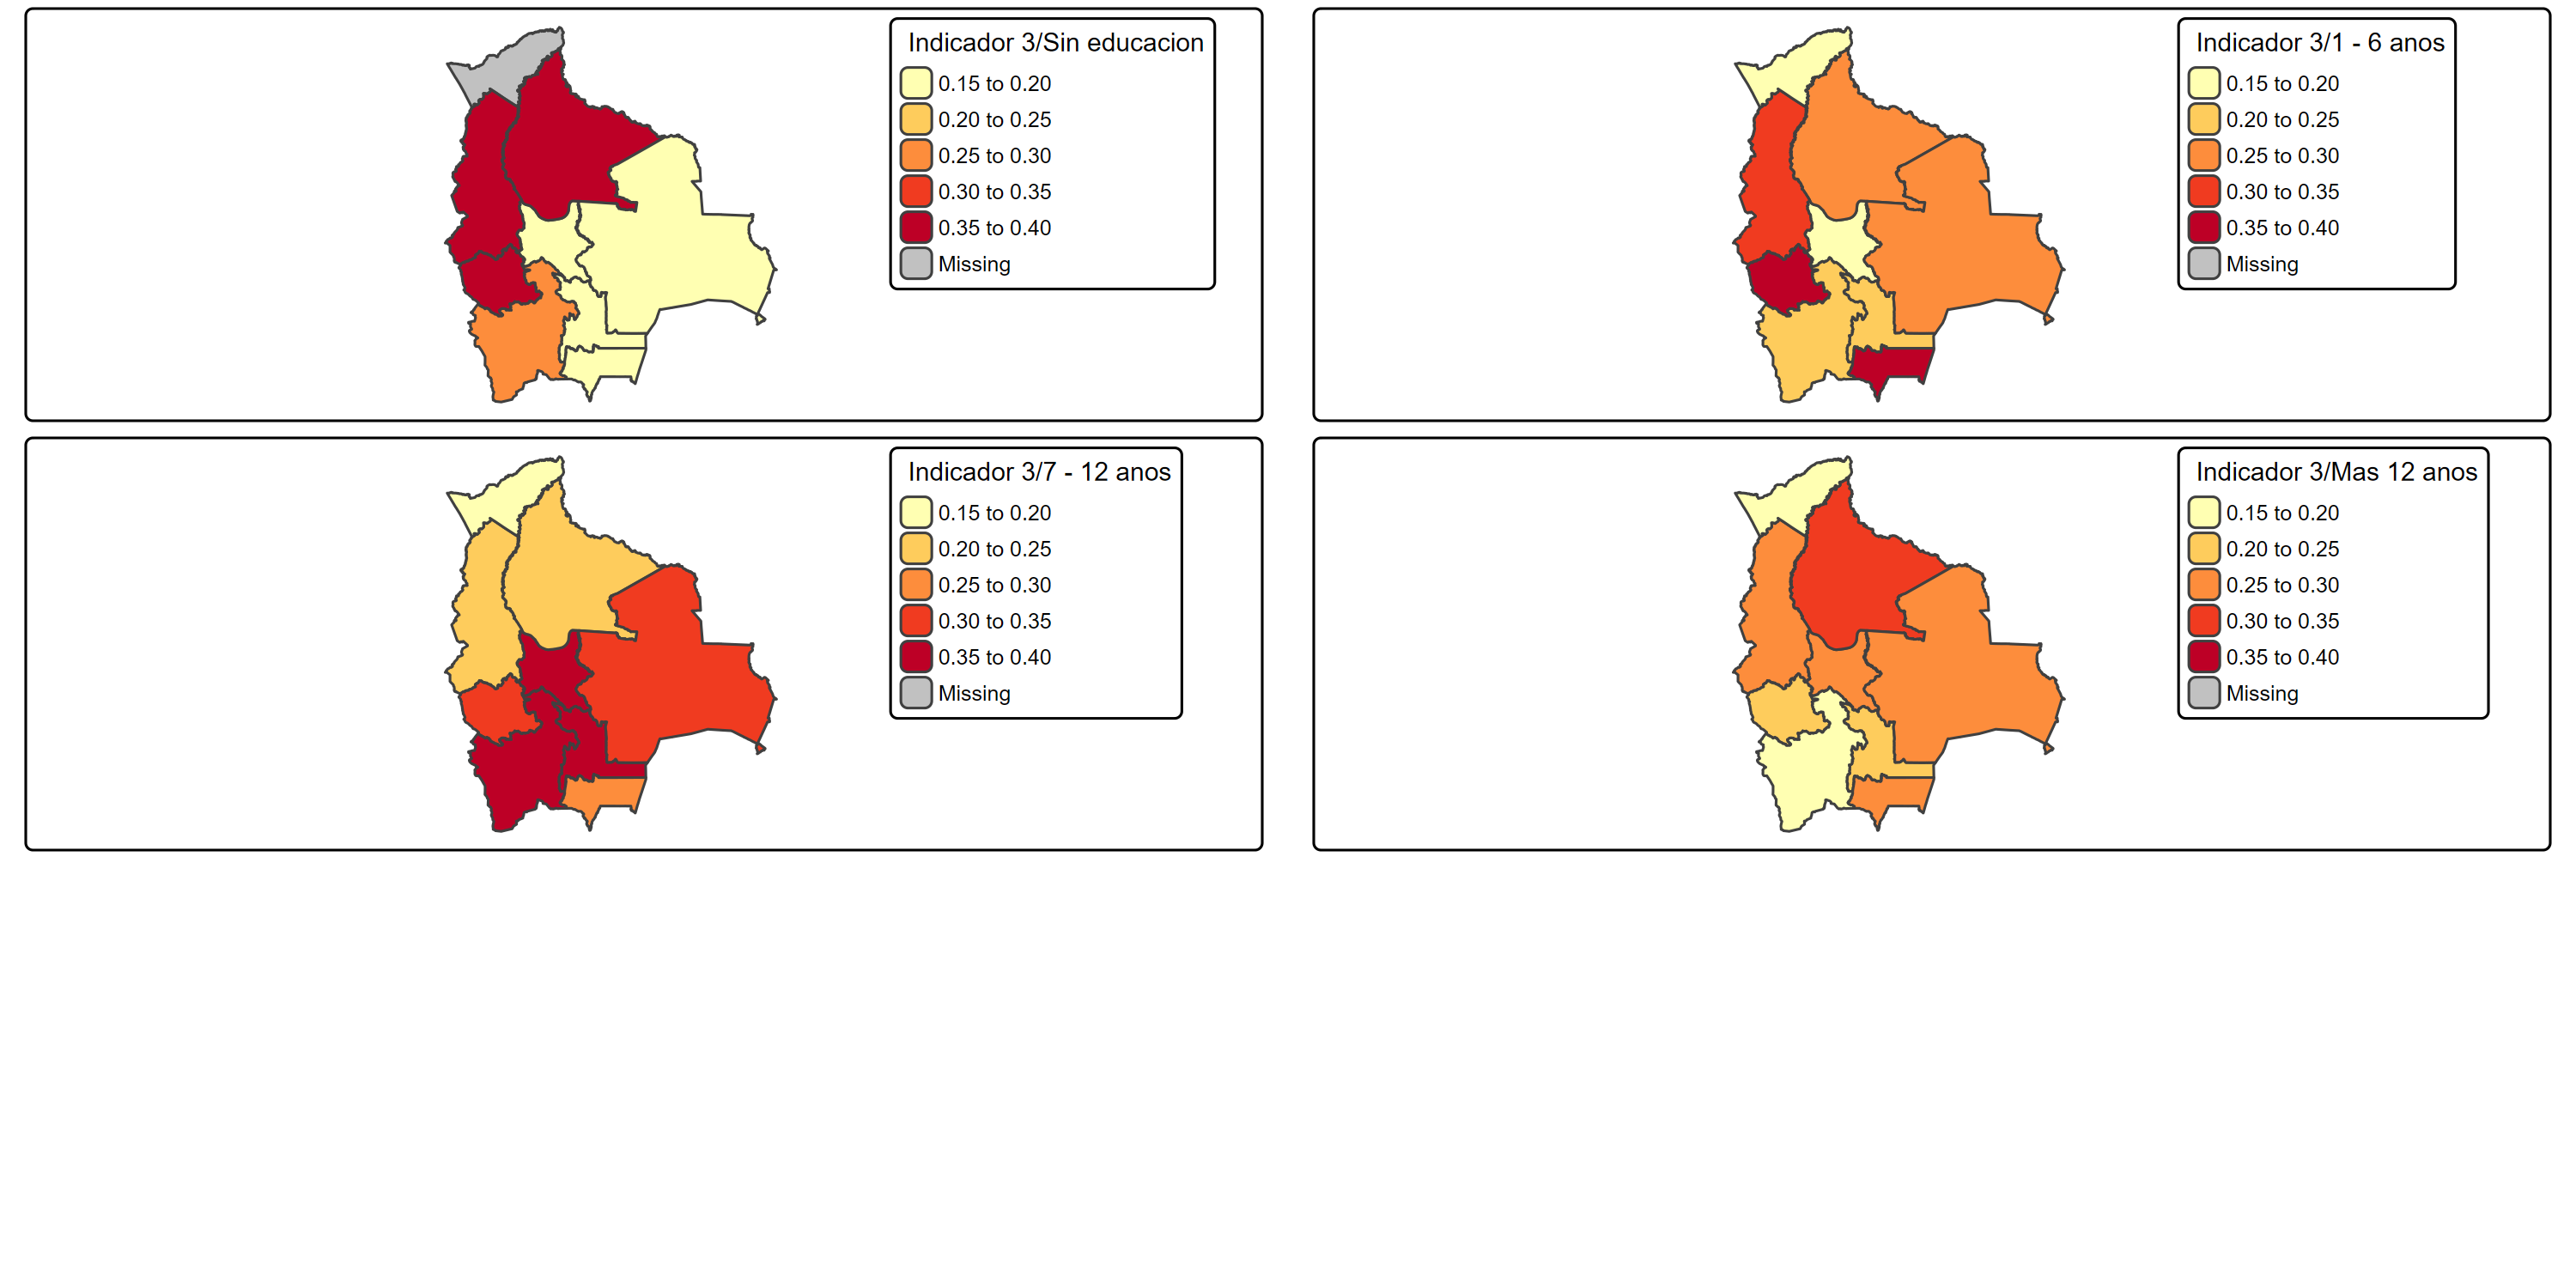 Indicador 3/Sin educacion
0.15 to 0.20
0.20 to 0.25
0.25 to 0.30
0.30 to 0.35
0.35 to 0.40
Missing
Indicador 3/1 - 6 anos
0.15 to 0.20
0.20 to 0.25
0.25 to 0.30
0.30 to 0.35
0.35 to 0.40
Missing
Indicador 3/7 - 12 anos
0.15 to 0.20
0.20 to 0.25
0.25 to 0.30
0.30 to 0.35
0.35 to 0.40
Missing
Indicador 3/Mas 12 anos
0.15 to 0.20
0.20 to 0.25
0.25 to 0.30
0.30 to 0.35
0.35 to 0.40
Missing